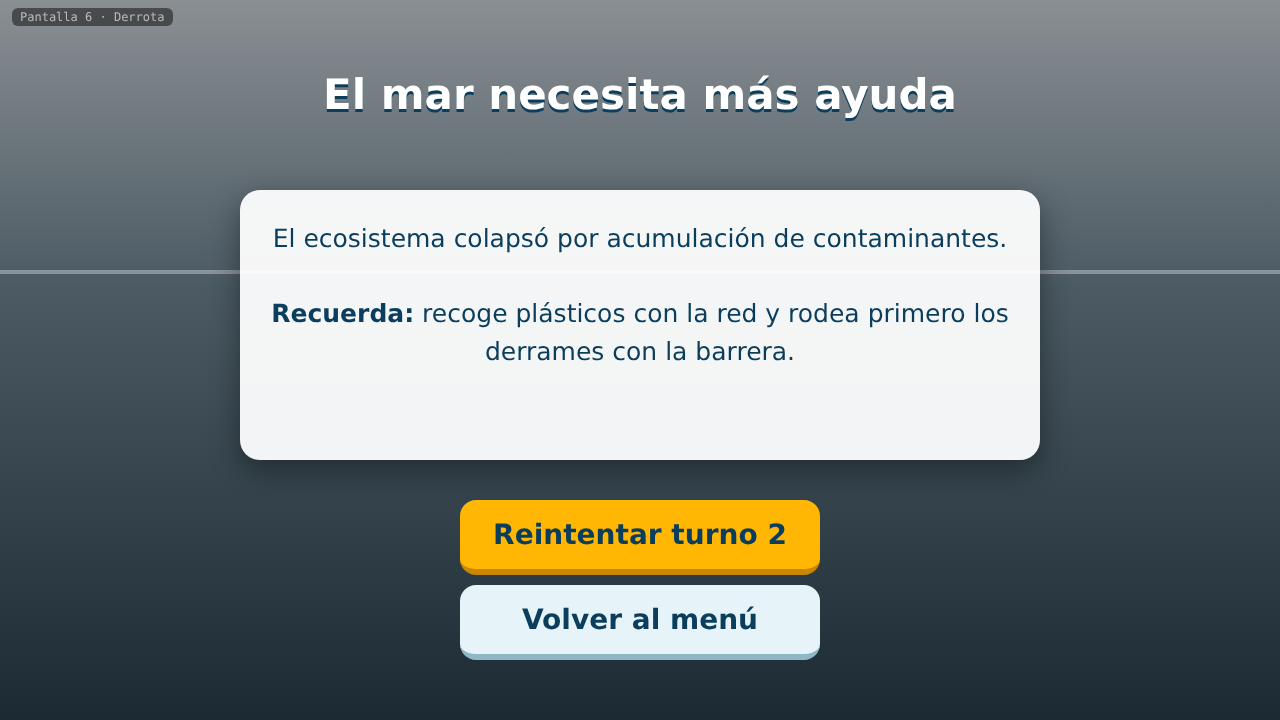 Pantalla 6 · Derrota
El mar necesita más ayuda
El ecosistema colapsó por acumulación de contaminantes.
Recuerda: recoge plásticos con la red y rodea primero los
derrames con la barrera.
Reintentar turno 2
Volver al menú